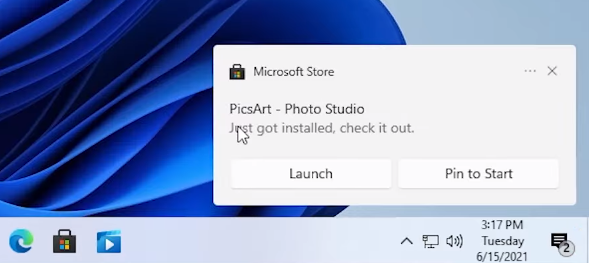 Microsoft Store
PicsArt - Photo Studio
Just got installed, check it out.
Launch
Pin to Start
3:17 PM
Tuesday
6/15/2021
2